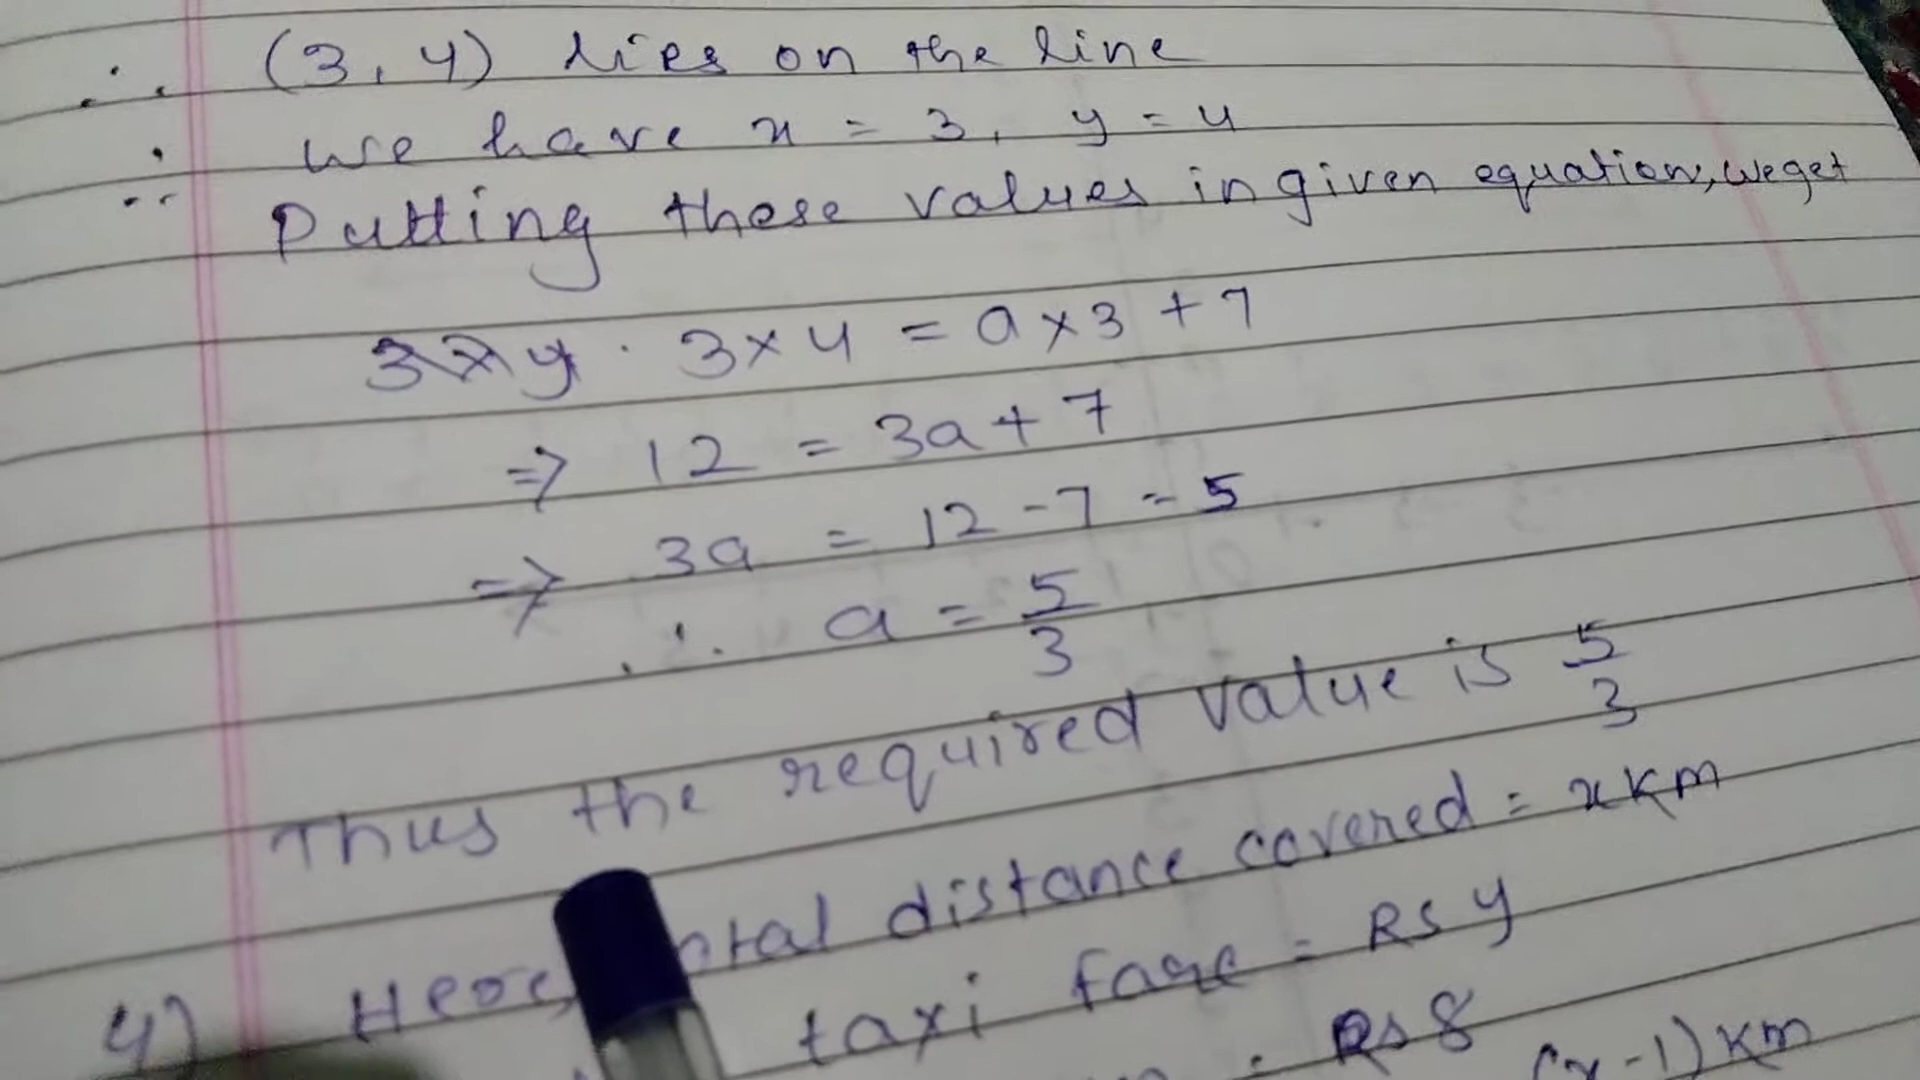 ∴ (3, 4) lies on the line
∴ we have x = 3, y = 4
Putting these values in given equation, we get
3 × 4 = a × 3 + 7
⇒ 12 = 3a + 7
⇒ 3a = 12 - 7 = 5
∴ a = 5/3
Thus the required value is 5/3
4) Here total distance covered = x km
taxi fare = Rs y
Rs 8
(x-1) km